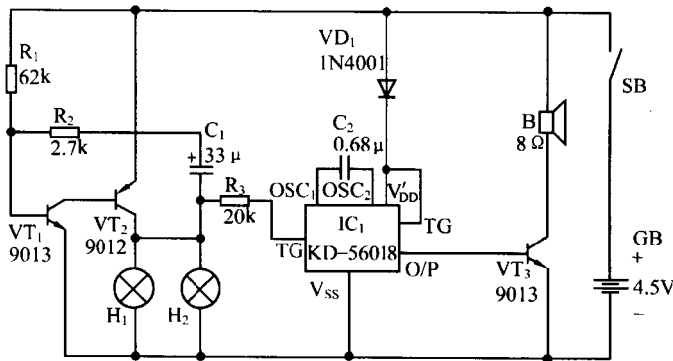 R1
62k
R2
2.7k
C1
+
33 μ
VT1
9013
VT2
9012
R3
20k
H1
H2
VD1
1N4001
C2
0.68 μ
OSC1
OSC2
V'DD
TG
IC1
KD-56018
TG
O/P
VSS
B
8 Ω
VT3
9013
SB
GB
+
4.5V
−